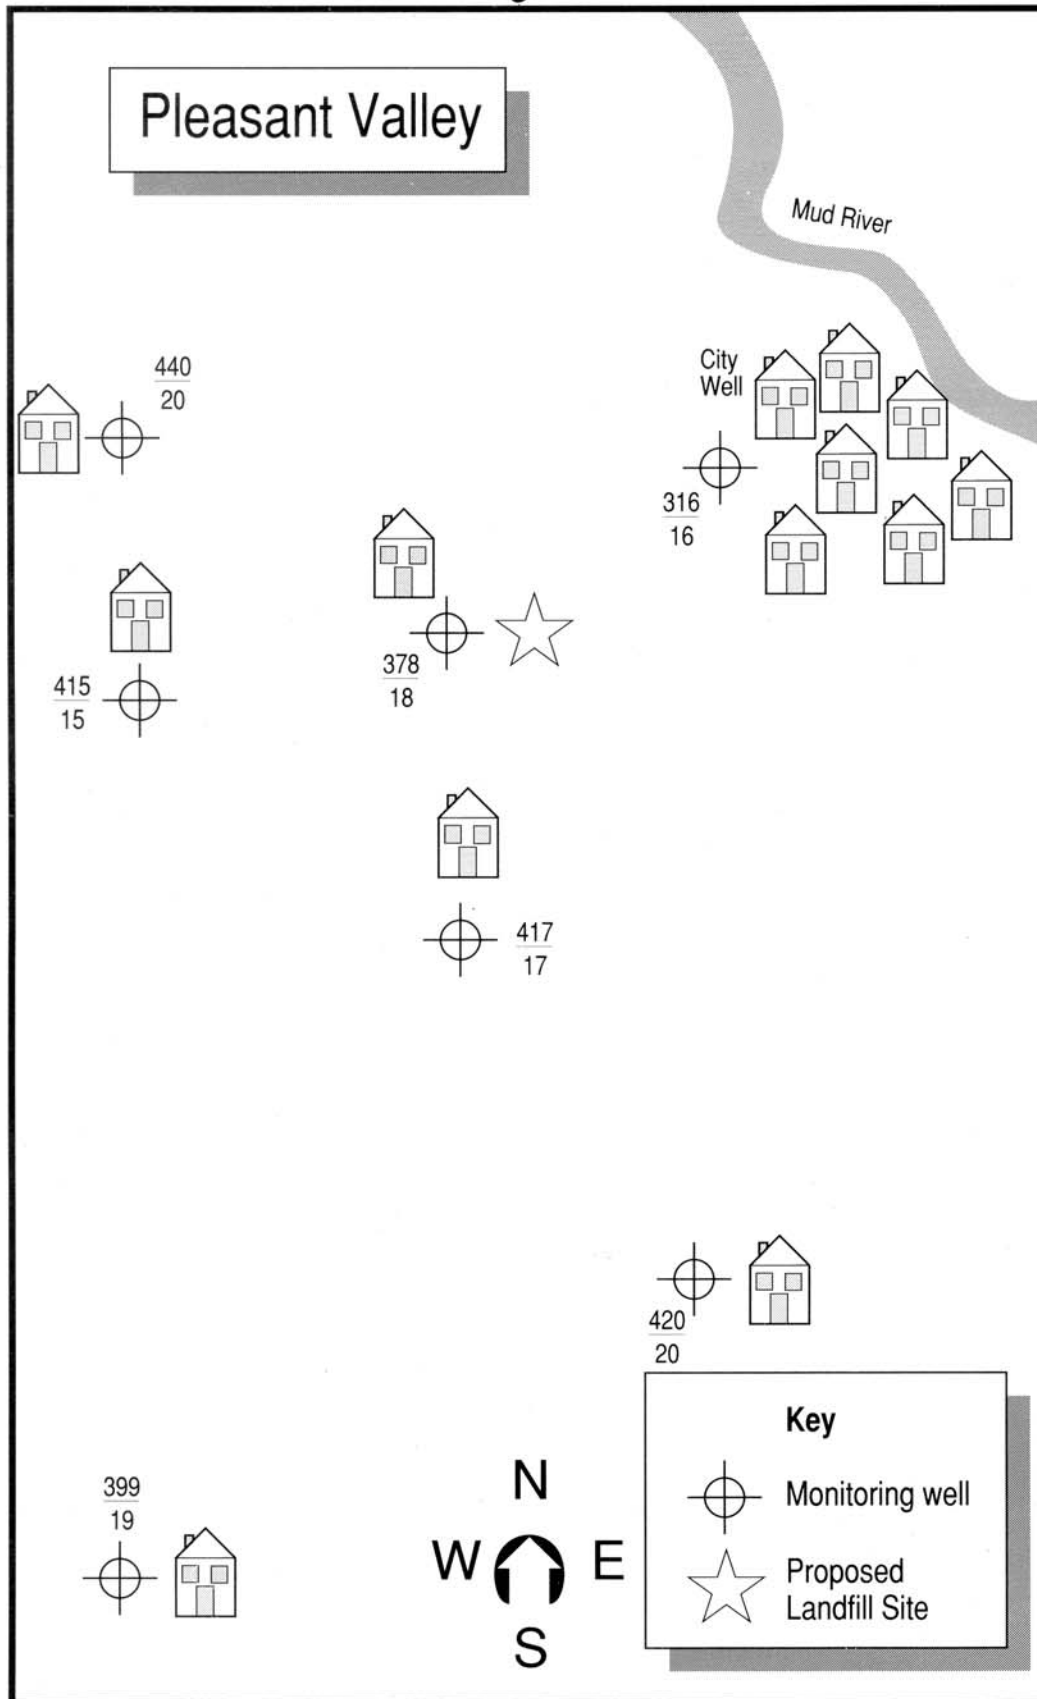 Pleasant Valley
Mud River
440
20
City
Well
316
16
378
18
415
15
417
17
420
20
399
19
N
W E
S
Key
Monitoring well
Proposed
Landfill Site